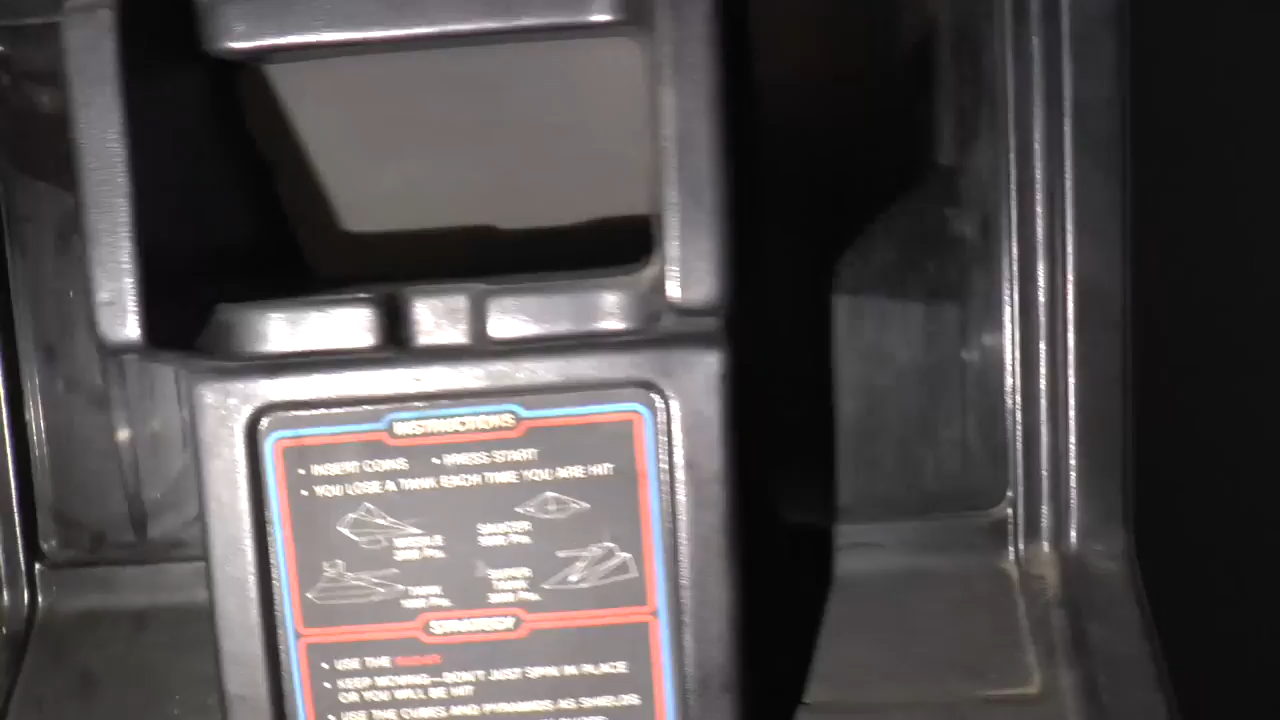 INSTRUCTIONS
• INSERT COINS • PRESS START
• YOU LOSE A TANK EACH TIME YOU ARE HIT!
MISSILE
SAUCER
TANK
SUPER
TANK
STRATEGY
• USE THE RADAR
• KEEP MOVING—DON'T JUST SPIN IN PLACE
OR YOU WILL BE HIT
• USE THE CUBES AND PYRAMIDS AS SHIELDS